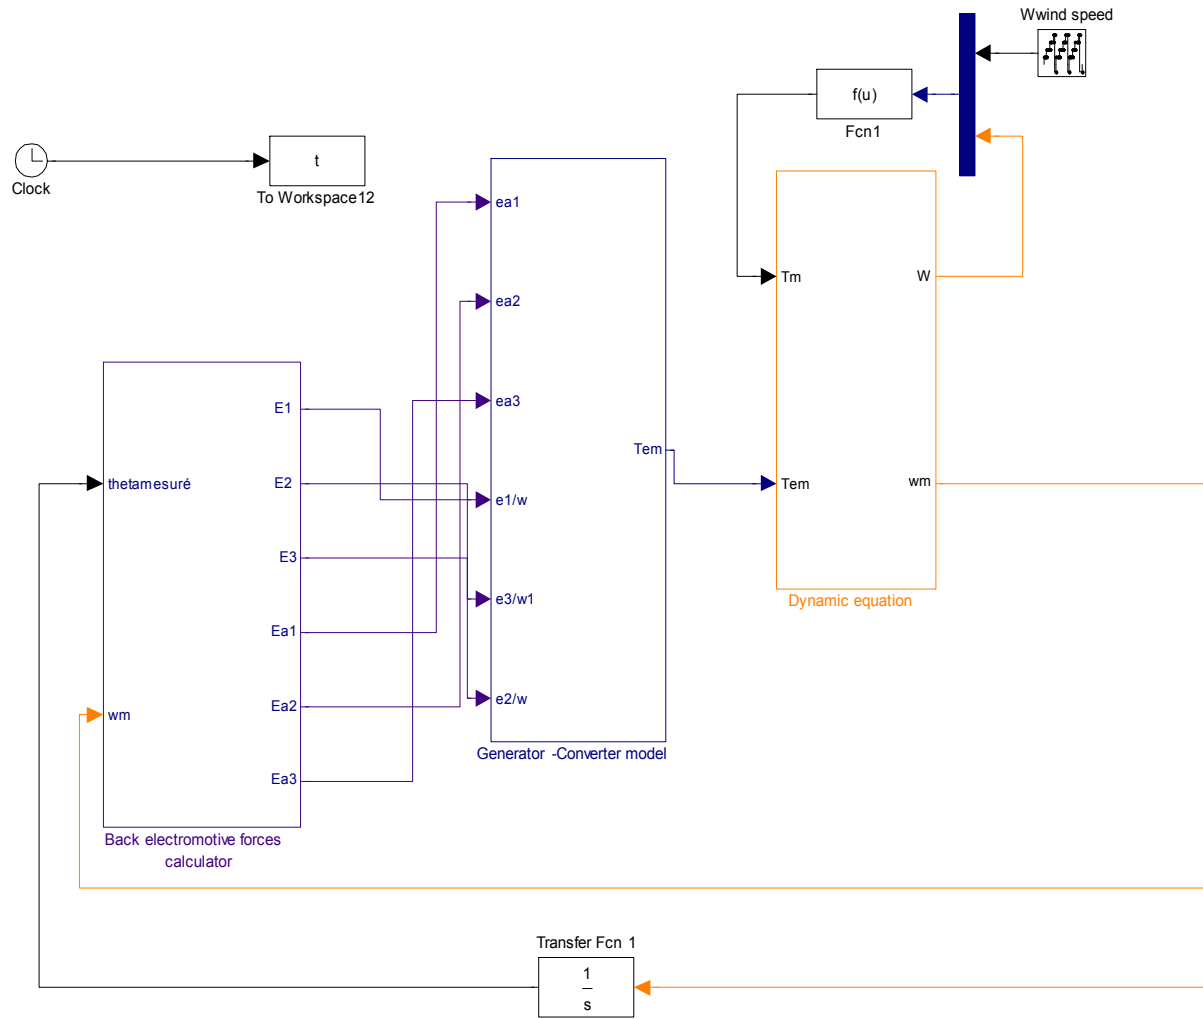 Wwind speed
f(u)
Fcn1
Clock
t
To Workspace12
ea1
ea2
ea3
e1/w
e3/w1
e2/w
Tem
Generator -Converter model
Tm
Tem
W
wm
Dynamic equation
thetamesuré
wm
E1
E2
E3
Ea1
Ea2
Ea3
Back electromotive forces
calculator
Transfer Fcn 1
1
s